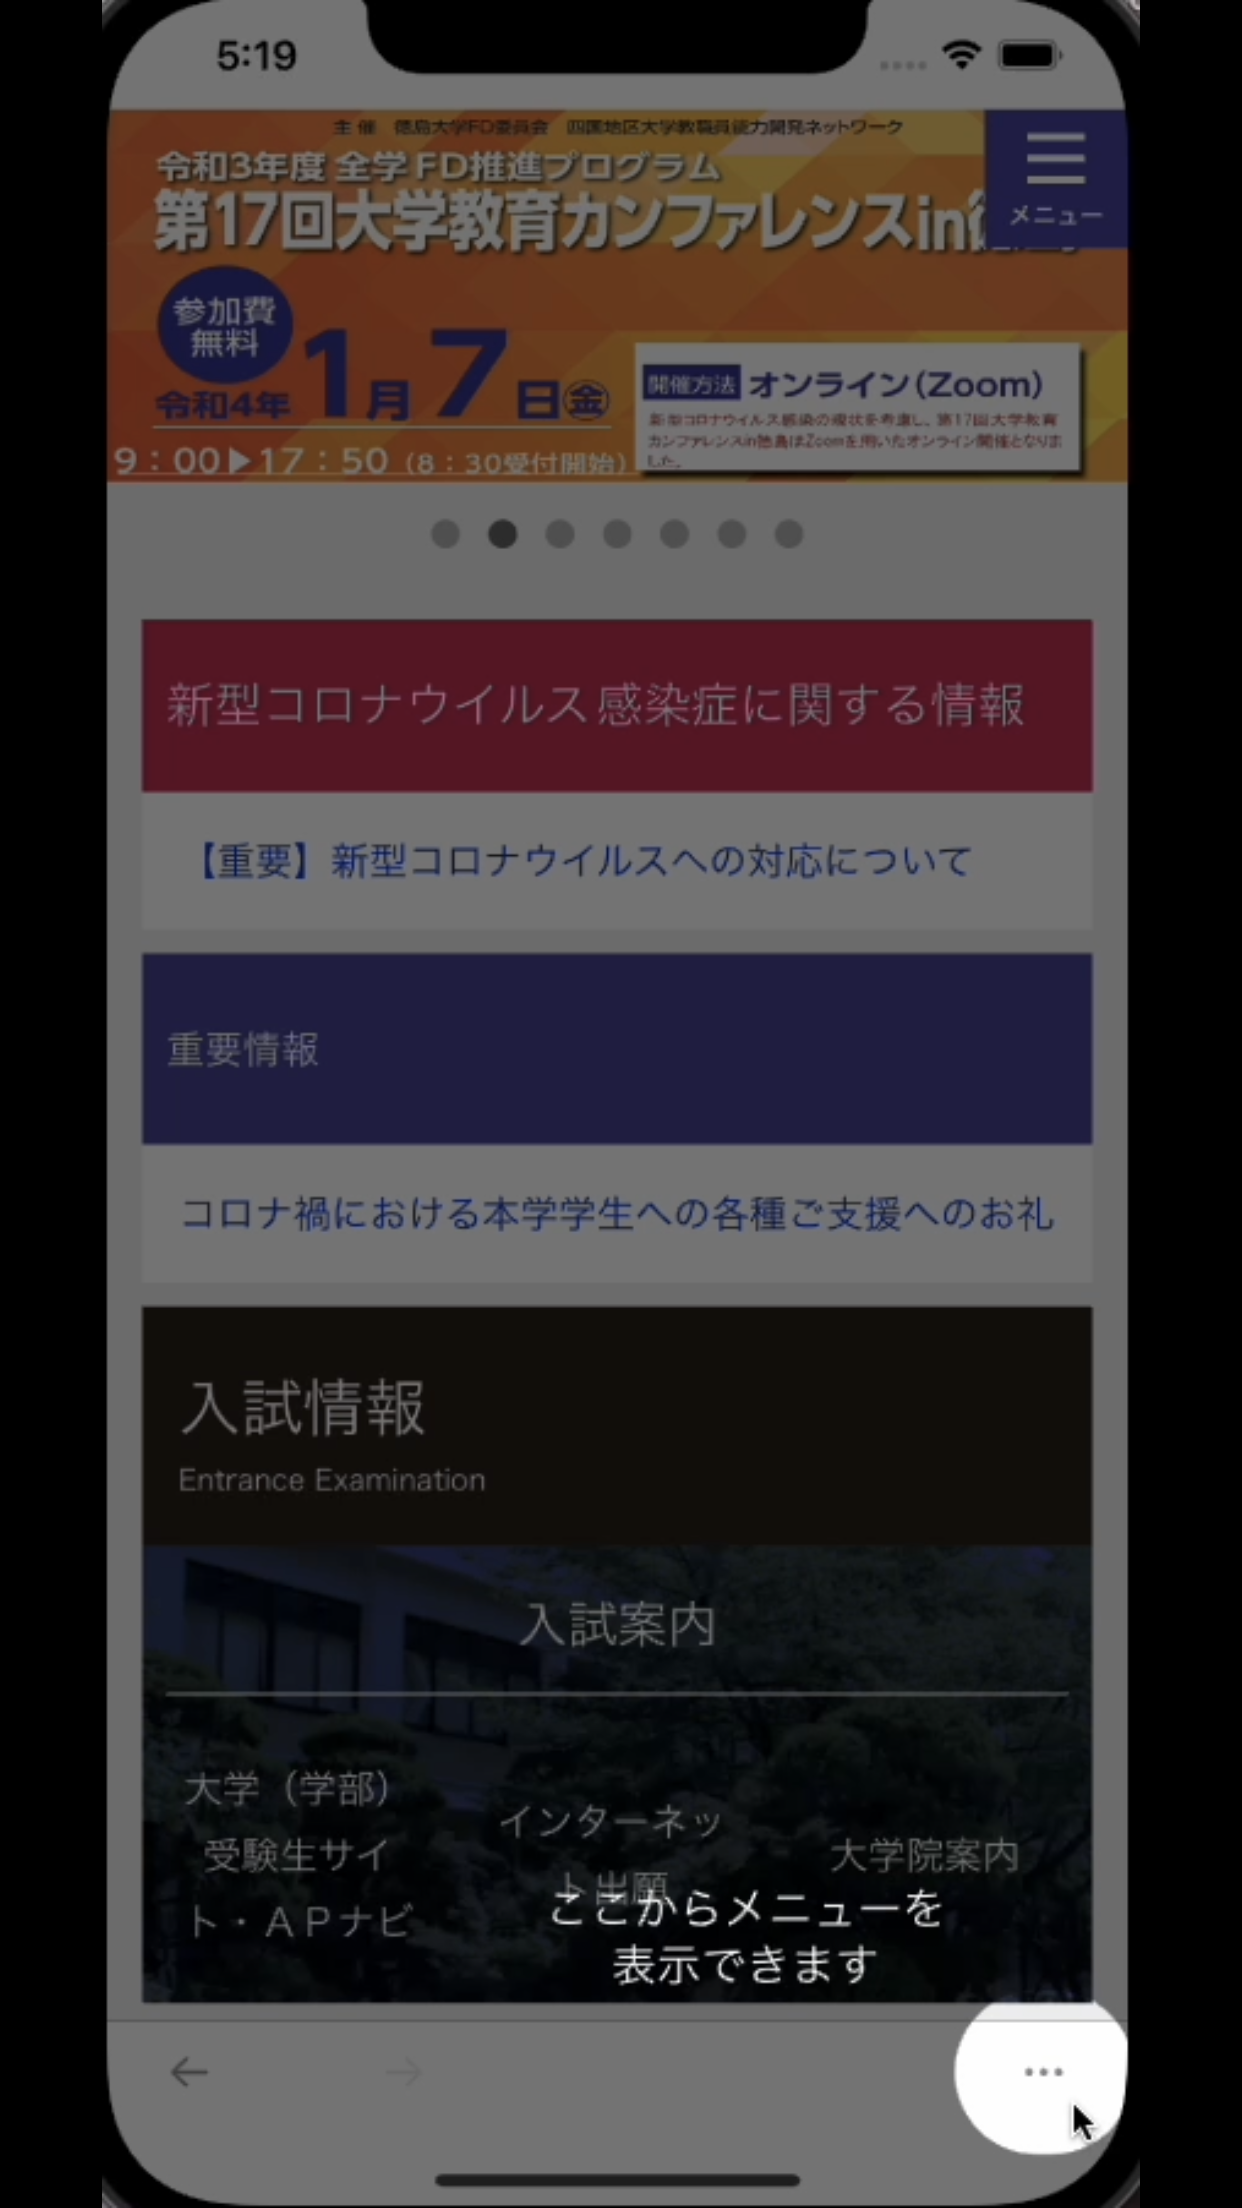 5:19
主催　徳島大学FD委員会　四国地区大学教職員能力開発ネットワーク
令和3年度 全学FD推進プログラム
第17回大学教育カンファレンスin
メニュー
参加費
無料
令和4年 1月7日㊎
9：00▶17：50（8：30受付開始）
開催方法 オンライン（Zoom）
新型コロナウイルス感染の現状を考慮し、第17回大学教育
カンファレンスin徳島はZoomを用いたオンライン開催となりま
した。
新型コロナウイルス感染症に関する情報
【重要】新型コロナウイルスへの対応について
重要情報
コロナ禍における本学学生への各種ご支援へのお礼
入試情報
Entrance Examination
入試案内
大学（学部）
受験生サイ
ト・ＡＰナビ
インターネッ
ト出願
大学院案内
ここからメニューを
表示できます